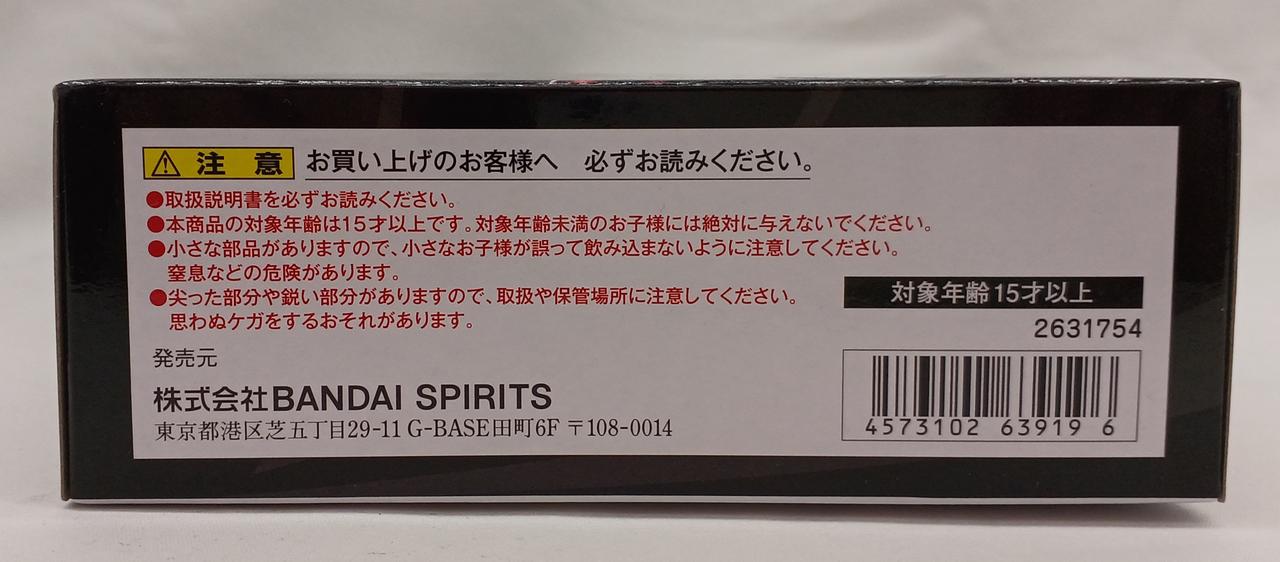 ⚠ 注 意 お買い上げのお客様へ 必ずお読みください。
●取扱説明書を必ずお読みください。
●本商品の対象年齢は15才以上です。対象年齢未満のお子様には絶対に与えないでください。
●小さな部品がありますので、小さなお子様が誤って飲み込まないように注意してください。
窒息などの危険があります。
●尖った部分や鋭い部分がありますので、取扱や保管場所に注意してください。
思わぬケガをするおそれがあります。
発売元
株式会社BANDAI SPIRITS
東京都港区芝五丁目29-11 G-BASE田町6F 〒108-0014
対象年齢15才以上
2631754
4573102 63919 6